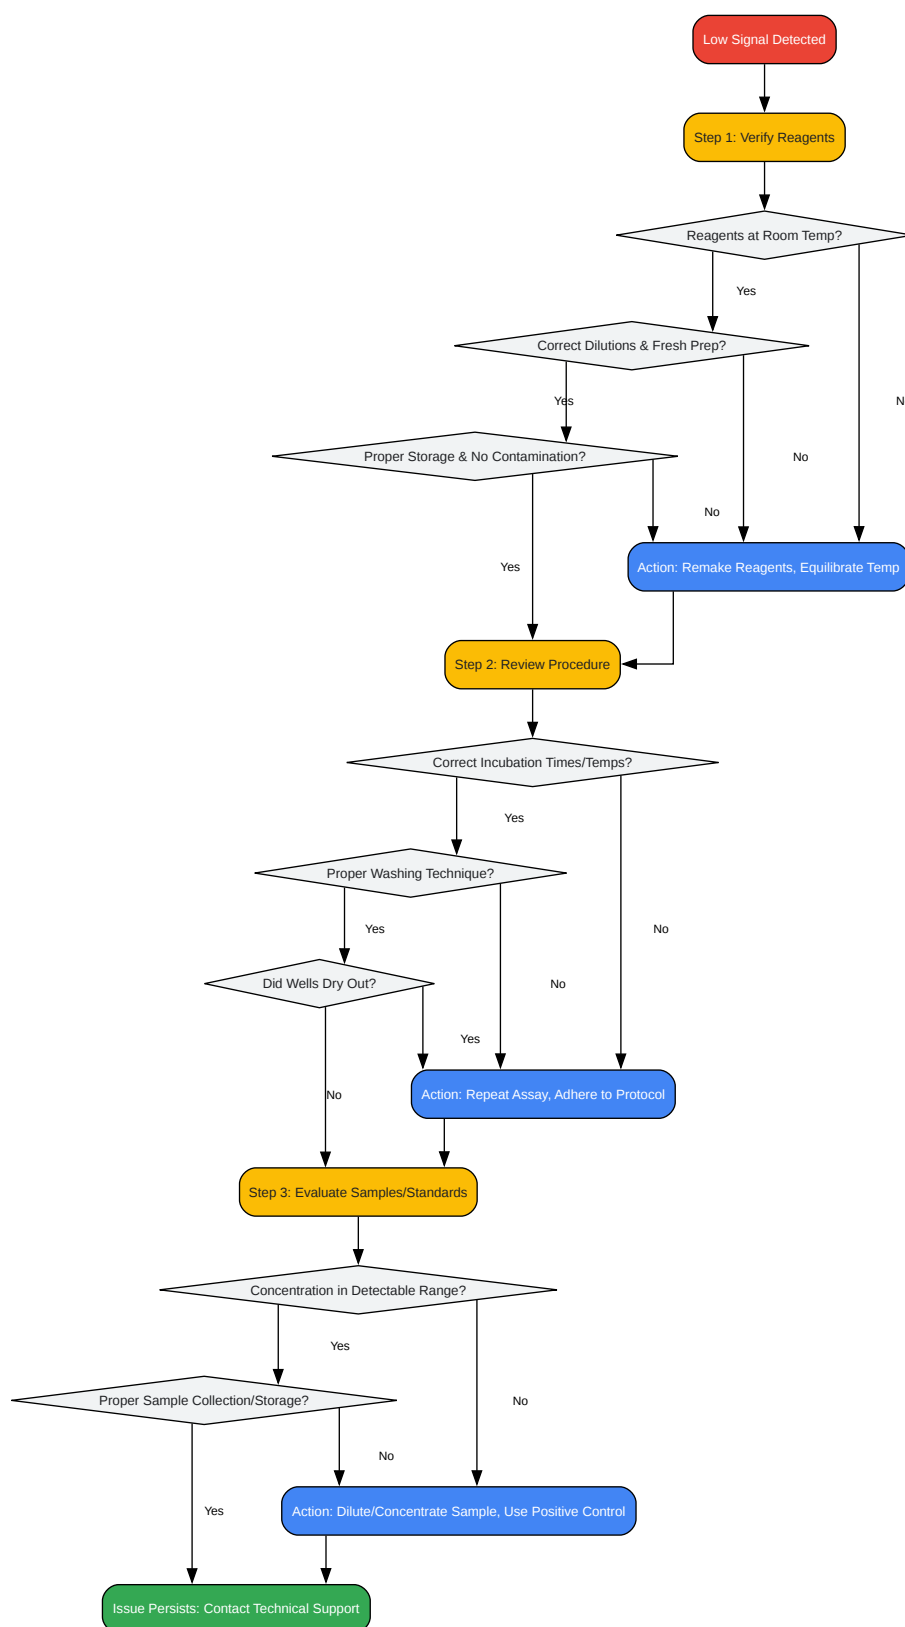 Low Signal Detected
Step 1: Verify Reagents
Reagents at Room Temp?
Yes
Correct Dilutions & Fresh Prep?
Yes
N
Proper Storage & No Contamination?
No
No
Yes
Action: Remake Reagents, Equilibrate Temp
Step 2: Review Procedure
Correct Incubation Times/Temps?
Yes
Proper Washing Technique?
Yes
No
Did Wells Dry Out?
No
Yes
No
Action: Repeat Assay, Adhere to Protocol
Step 3: Evaluate Samples/Standards
Concentration in Detectable Range?
Yes
Proper Sample Collection/Storage?
No
No
Yes
Action: Dilute/Concentrate Sample, Use Positive Control
Issue Persists: Contact Technical Support